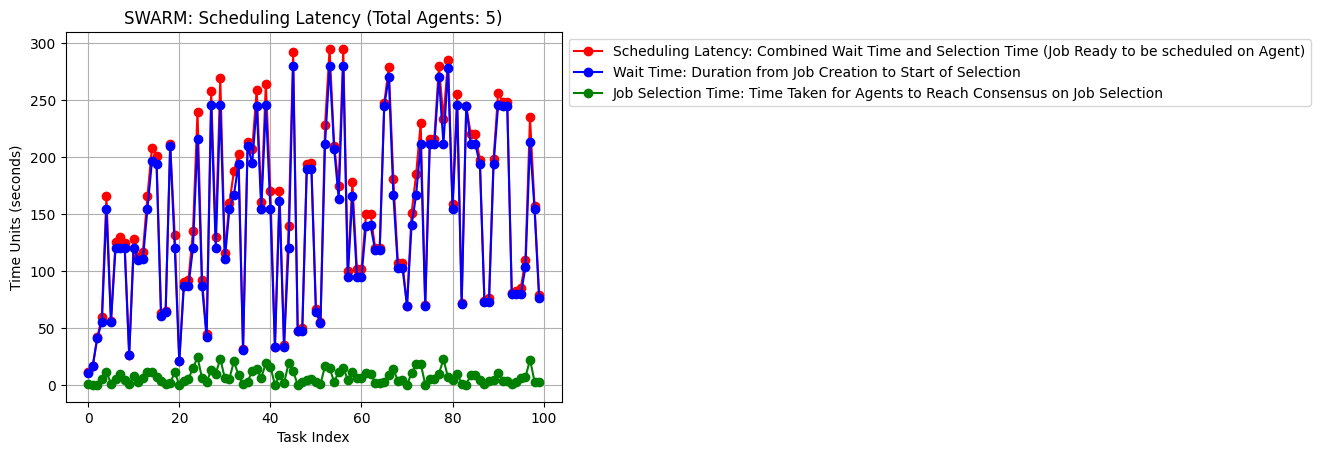 SWARM: Scheduling Latency (Total Agents: 5)
Scheduling Latency: Combined Wait Time and Selection Time (Job Ready to be scheduled on Agent)
Wait Time: Duration from Job Creation to Start of Selection
Job Selection Time: Time Taken for Agents to Reach Consensus on Job Selection
Time Units (seconds)
300
250
200
150
100
50
0
0 20 40 60 80 100
Task Index